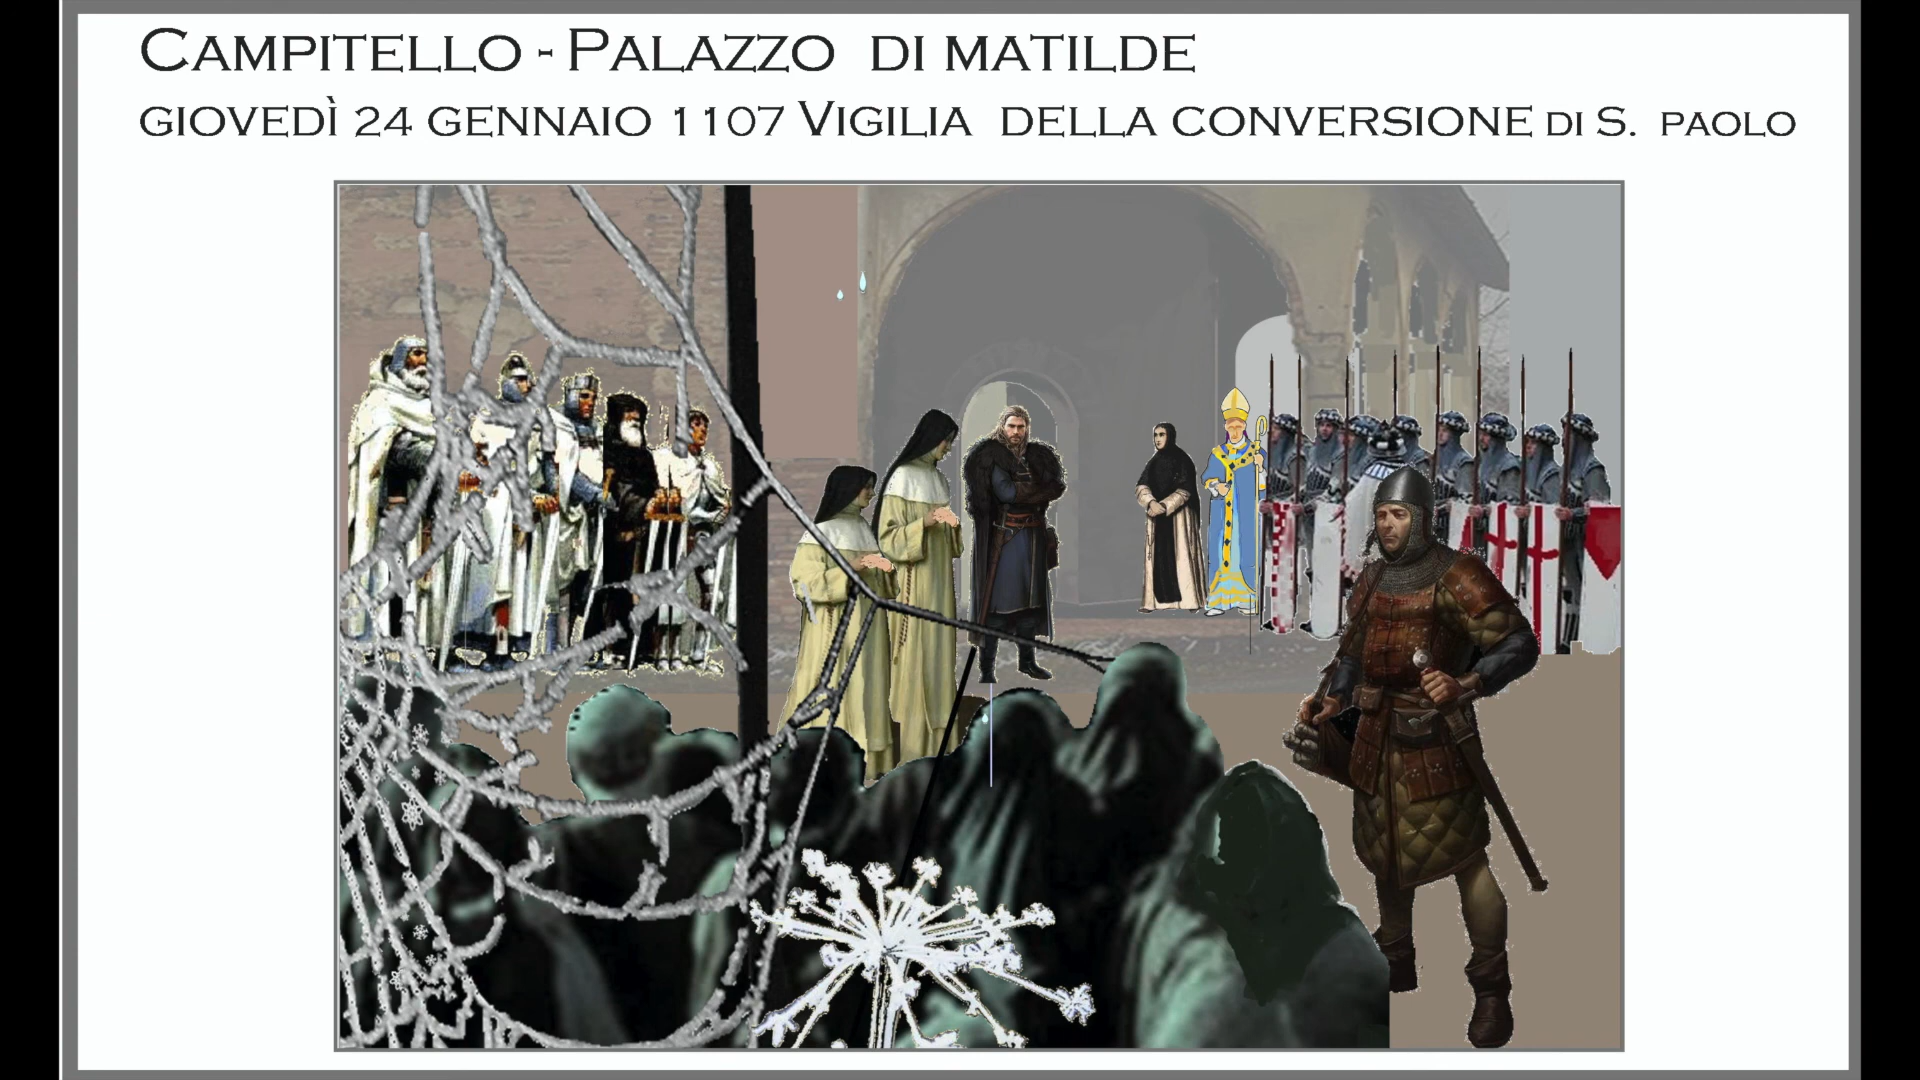 Campitello - Palazzo di matilde
giovedì 24 gennaio 1107 Vigilia della conversione di S. paolo